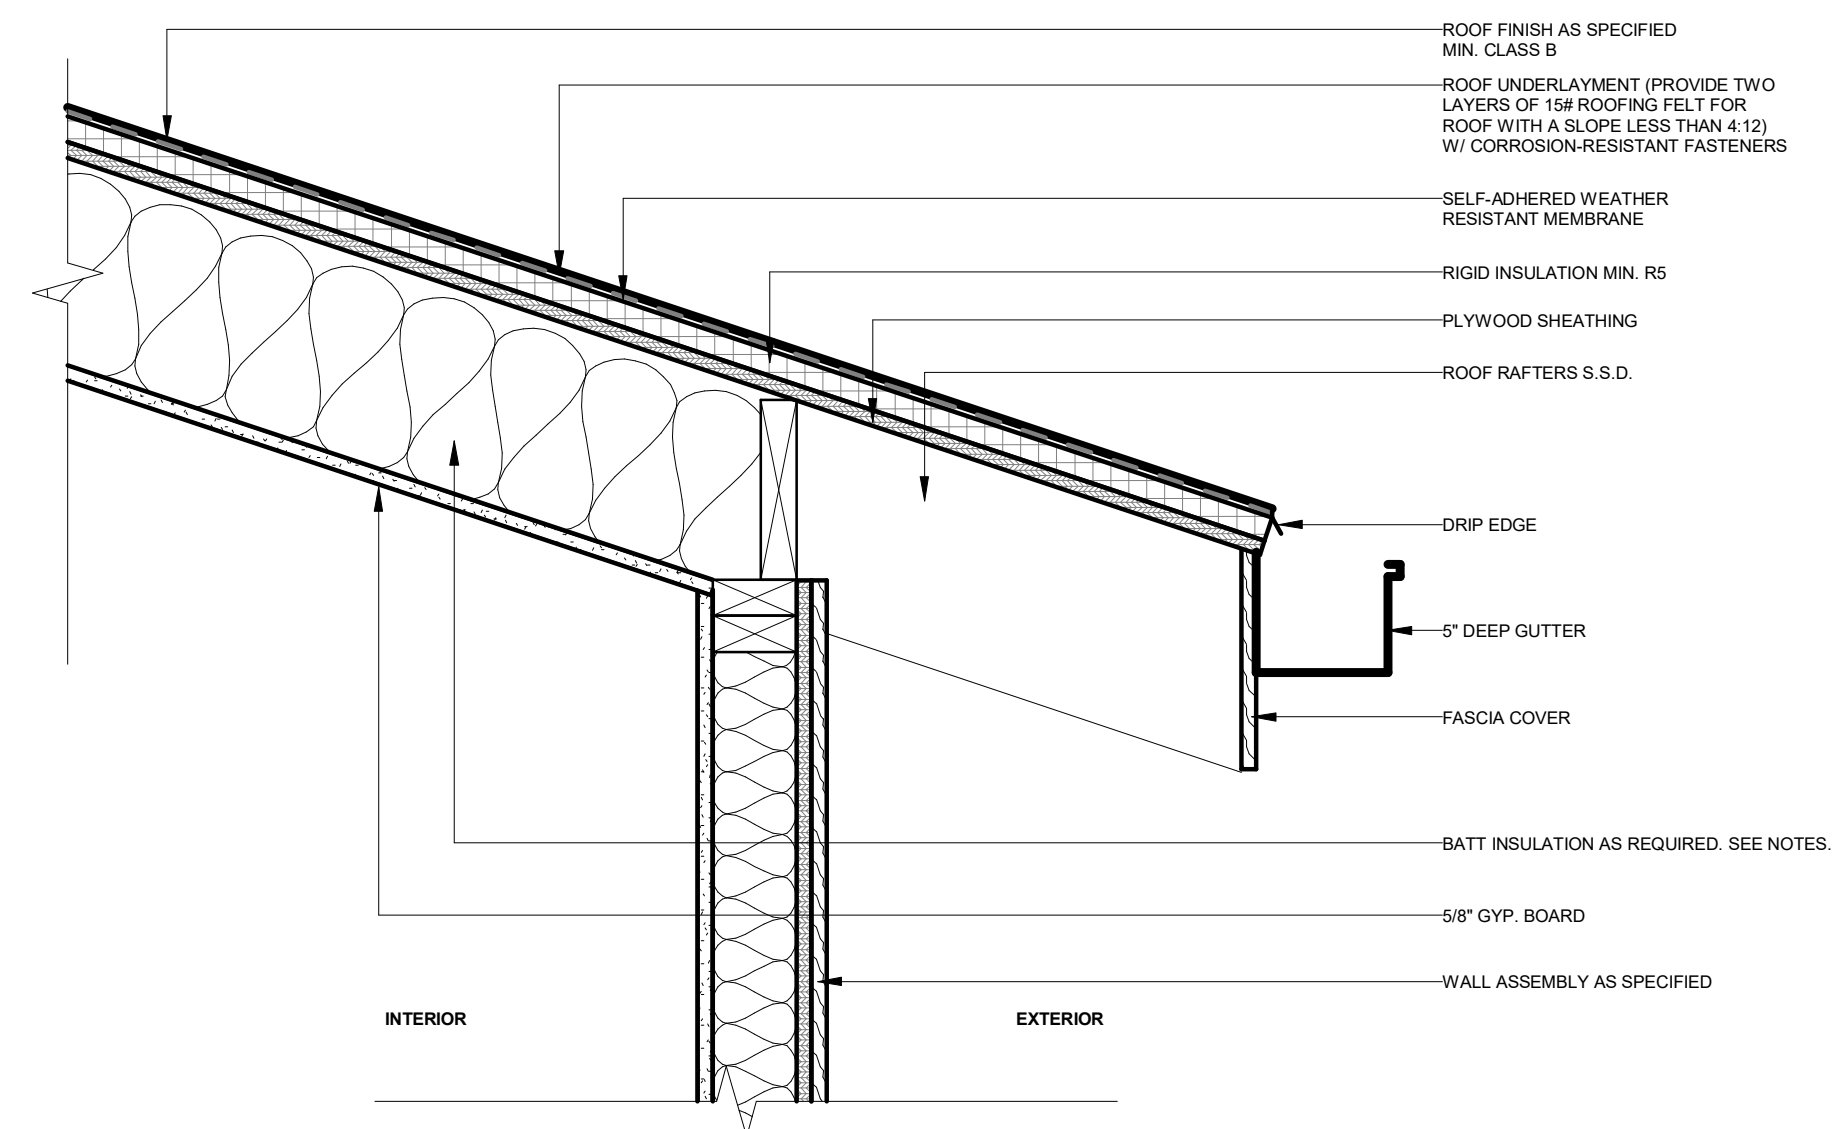 ROOF FINISH AS SPECIFIED
MIN. CLASS B
ROOF UNDERLAYMENT (PROVIDE TWO
LAYERS OF 15# ROOFING FELT FOR
ROOF WITH A SLOPE LESS THAN 4:12)
W/ CORROSION-RESISTANT FASTENERS
SELF-ADHERED WEATHER
RESISTANT MEMBRANE
RIGID INSULATION MIN. R5
PLYWOOD SHEATHING
ROOF RAFTERS S.S.D.
DRIP EDGE
5" DEEP GUTTER
FASCIA COVER
BATT INSULATION AS REQUIRED. SEE NOTES.
5/8" GYP. BOARD
WALL ASSEMBLY AS SPECIFIED
INTERIOR
EXTERIOR